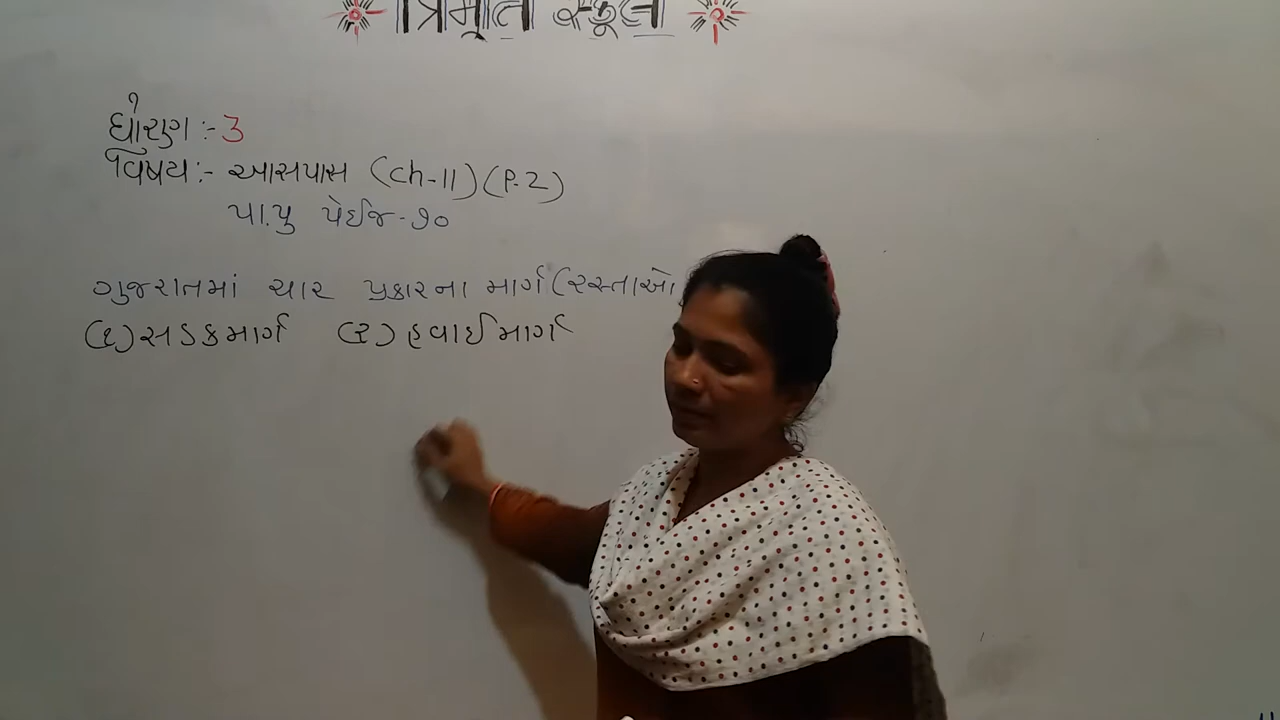 ત્રિમૂર્તિ સ્કૂલ
ધોરણ :- 3
વિષય :- આસપાસ (ch-11) (P.2)
પા.પુ પેઈજ - ૭૦
ગુજરાતમાં ચાર પ્રકારના માર્ગ (રસ્તાઓ
(૧) સડકમાર્ગ (૨) હવાઈમાર્ગ